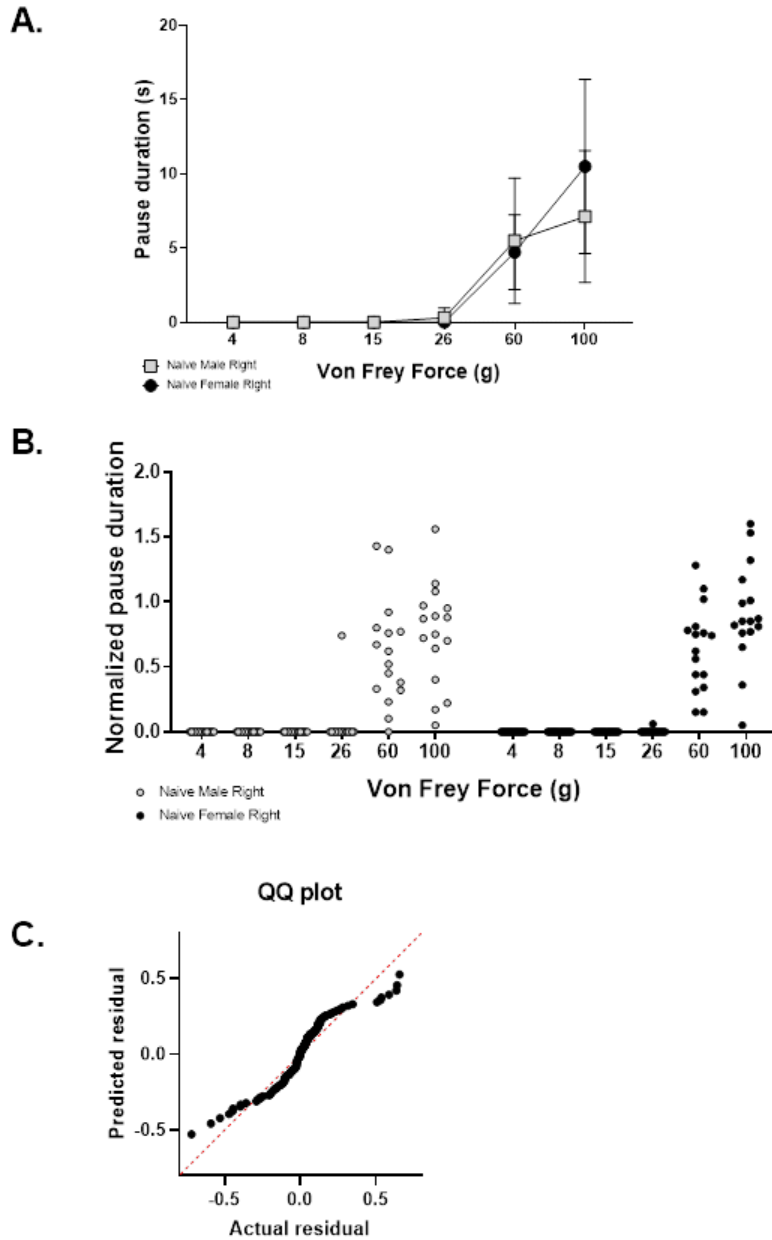 A.
Pause duration (s)
20
15
10
5
0
4 8 15 26 60 100
Von Frey Force (g)
Naive Male Right
Naive Female Right
B.
Normalized pause duration
2.0
1.5
1.0
0.5
0.0
4 8 15 26 60 100 4 8 15 26 60 100
Von Frey Force (g)
Naive Male Right
Naive Female Right
QQ plot
C.
Predicted residual
0.5
0.0
-0.5
-0.5 0.0 0.5
Actual residual